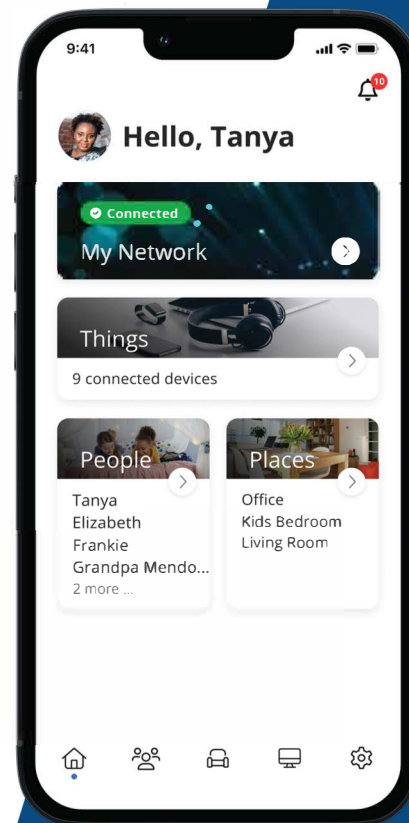 9:41
10
Hello, Tanya
Connected
My Network
Things
9 connected devices
People
Tanya
Elizabeth
Frankie
Grandpa Mendo...
2 more ...
Places
Office
Kids Bedroom
Living Room